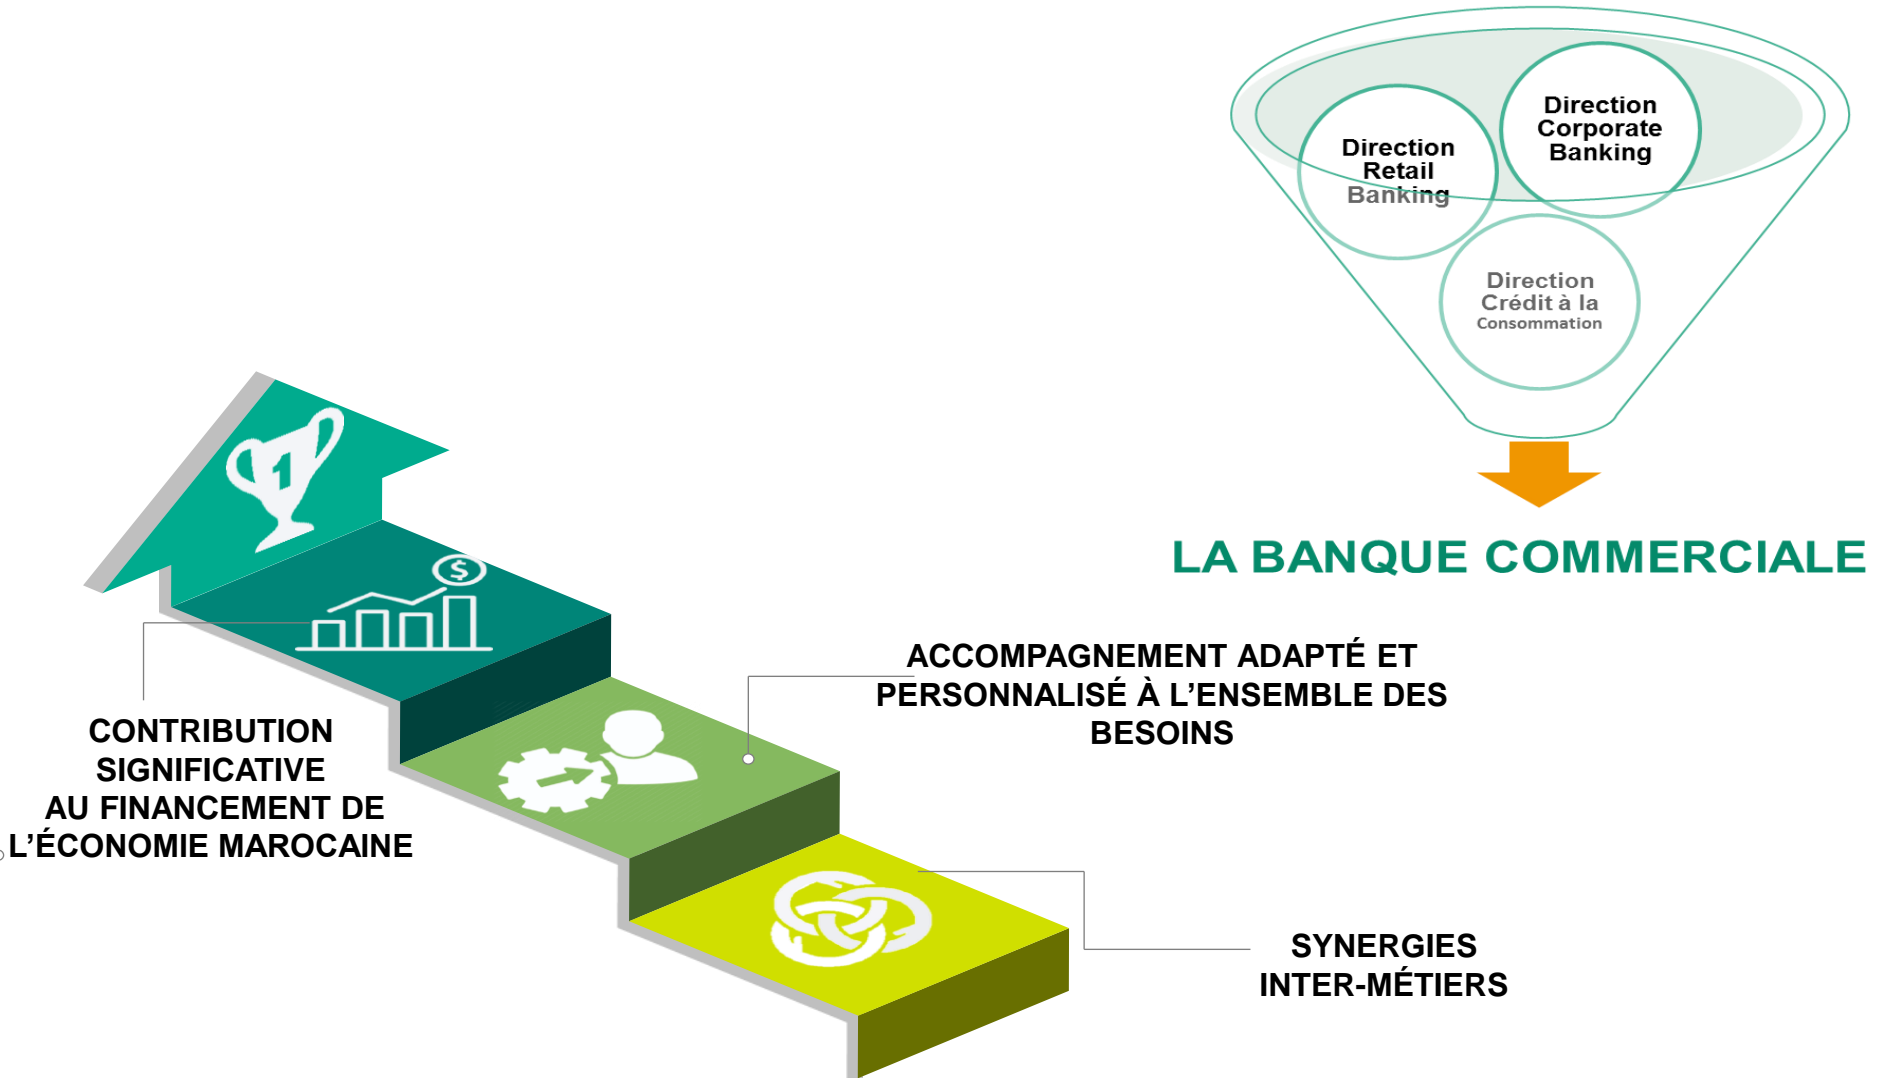 Direction
Corporate
Banking
Direction
Retail
Banking
Direction
Crédit à la
Consommation
LA BANQUE COMMERCIALE
1
$
ACCOMPAGNEMENT ADAPTÉ ET
PERSONNALISÉ À L’ENSEMBLE DES
BESOINS
CONTRIBUTION
SIGNIFICATIVE
AU FINANCEMENT DE
L’ÉCONOMIE MAROCAINE
SYNERGIES
INTER-MÉTIERS